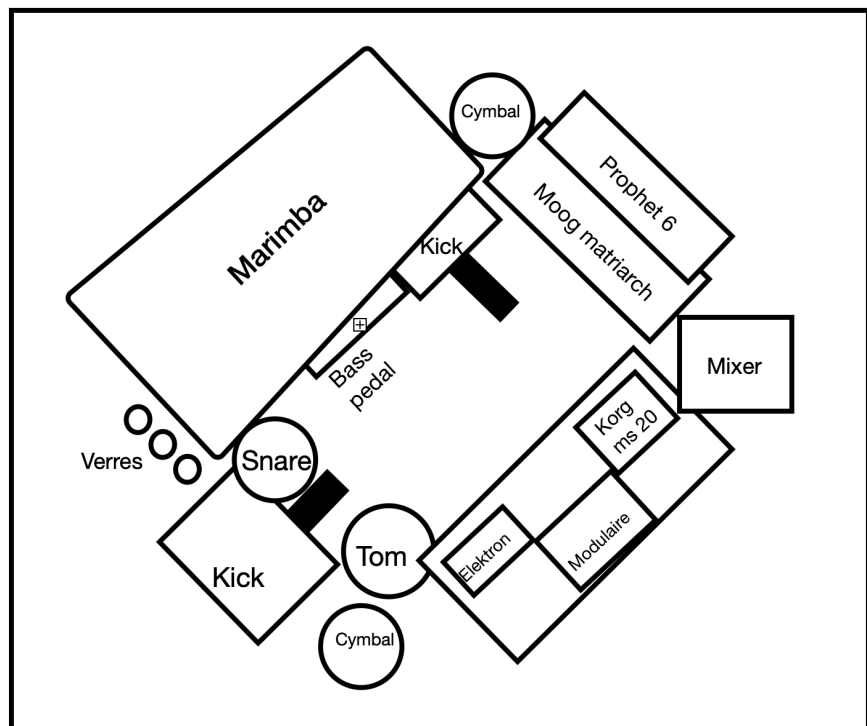 Cymbal
Prophet 6
Marimba
Moog matriarch
Kick
Bass
pedal
Mixer
Korg
ms 20
Verres
Snare
Elektron
Modulaire
Tom
Kick
Cymbal